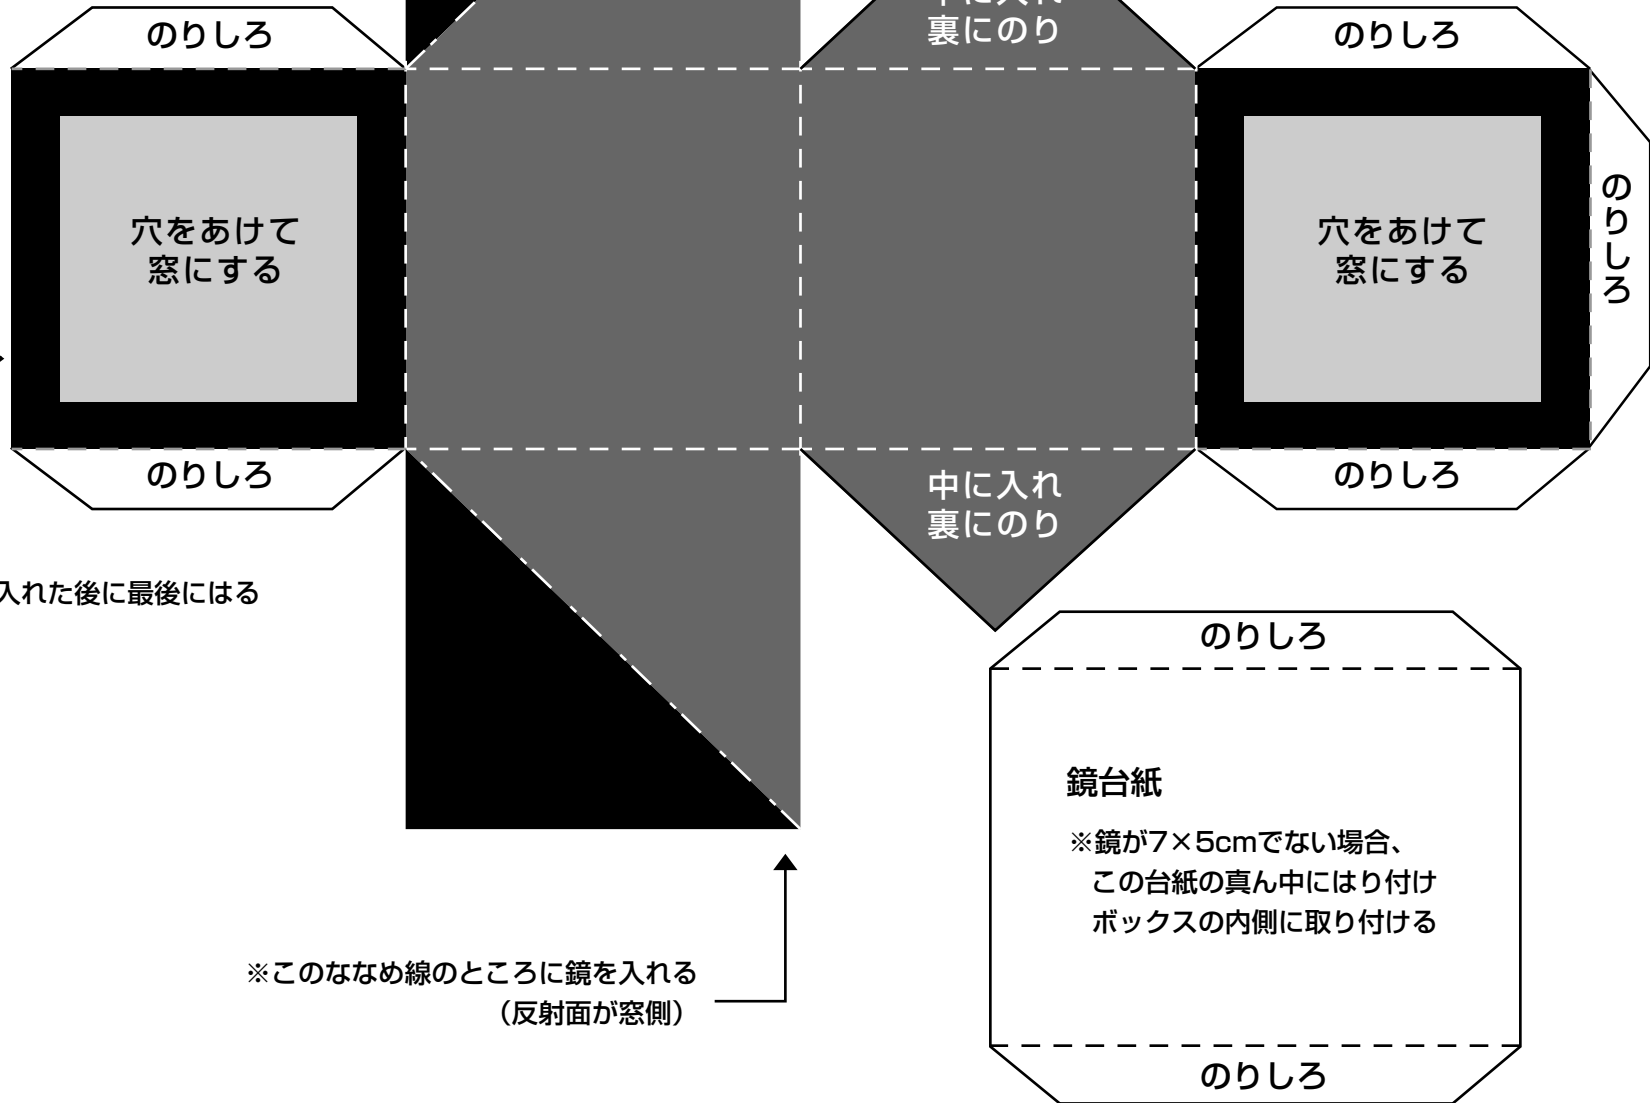 のりしろ
裏にのり
のりしろ
穴をあけて
窓にする
穴をあけて
窓にする
のりしろ
のりしろ
中に入れ
裏にのり
のりしろ
入れた後に最後にはる
のりしろ
鏡台紙
※鏡が7×5cmでない場合、
この台紙の真ん中にはり付け
ボックスの内側に取り付ける
※このななめ線のところに鏡を入れる
(反射面が窓側)
のりしろ